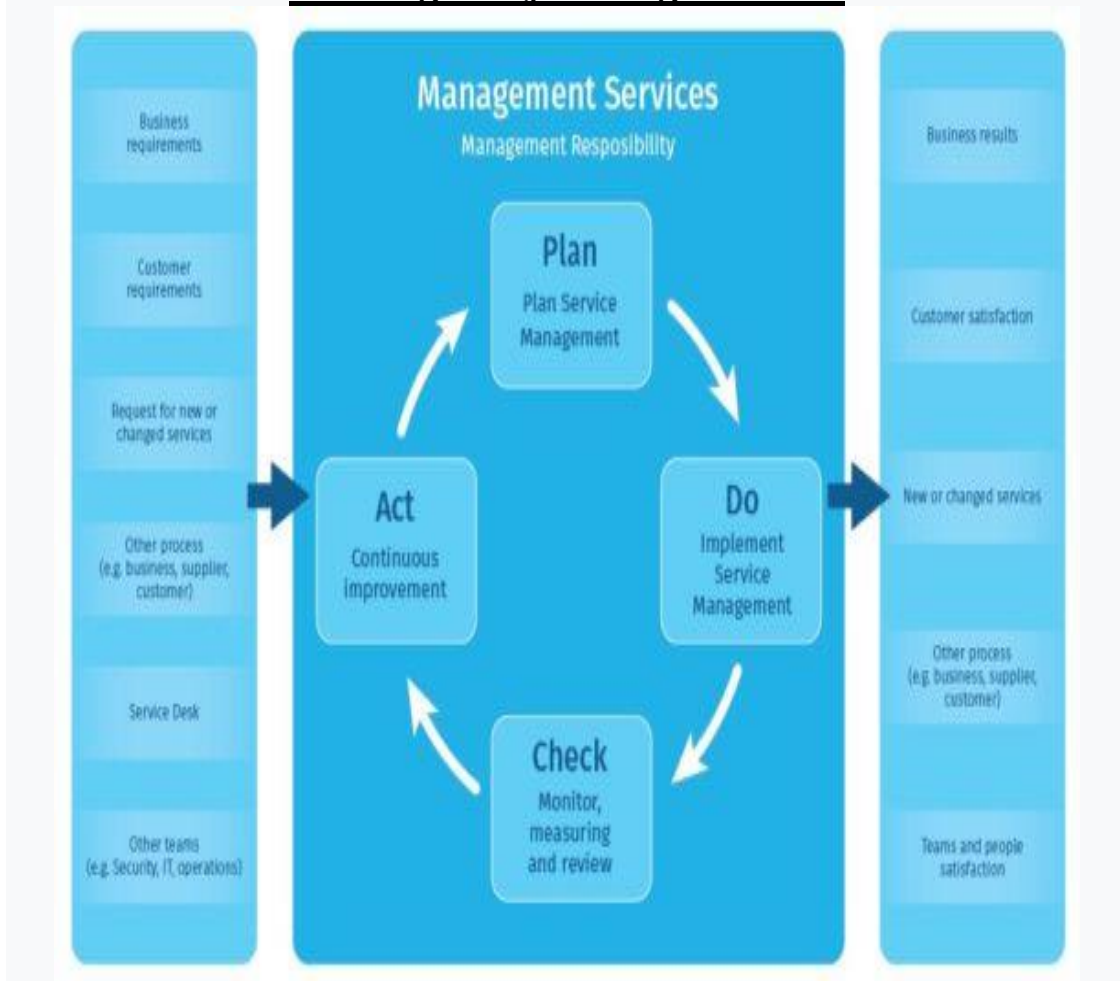 Business
requirements
Customer
requirements
Request for new or
changed services
Other process
(e.g. business, supplier,
customer)
Service Desk
Other teams
(e.g. Security, IT, operations)
Management Services
Management Resposibility
Plan
Plan Service
Management
Act
Continuous
improvement
Do
Implement
Service
Management
Check
Monitor,
measuring
and review
Business results
Customer satisfaction
New or changed services
Other process
(e.g. business, supplier,
customer)
Teams and people
satisfaction